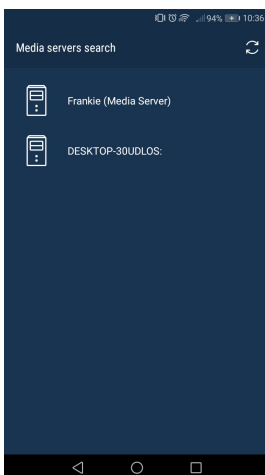 94% 10:36
Media servers search
Frankie (Media Server)
DESKTOP-30UDLOS: